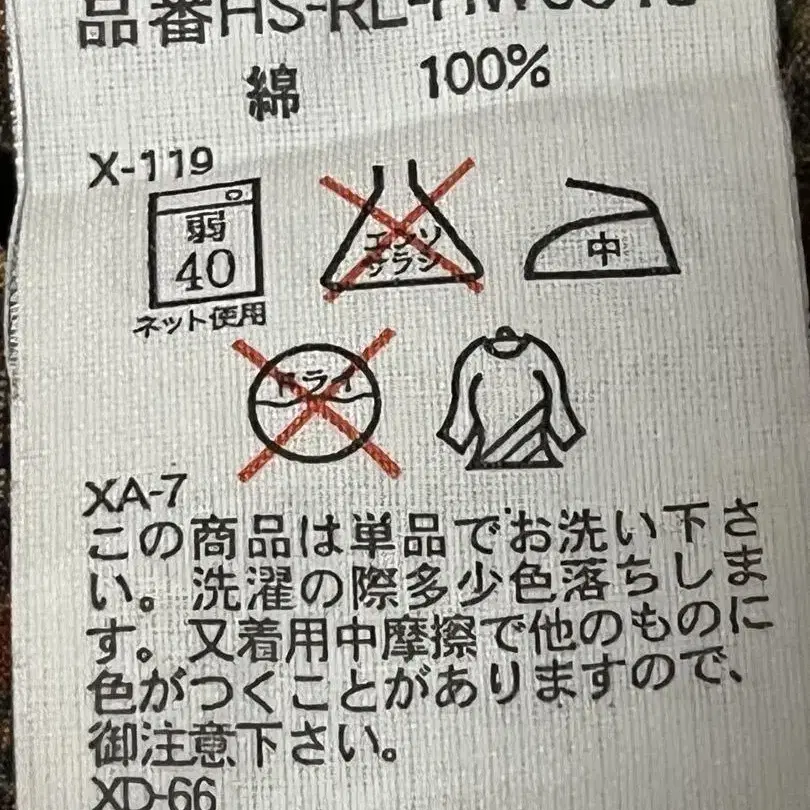 綿 100%
X-119
弱
40
ネット使用
エンソ
サラシ
中
ドライ
XA-7
この商品は単品でお洗い下さ
い。洗濯の際多少色落ちしま
す。又着用中摩擦で他のものに
色がつくことがありますので、
御注意下さい。
XD-66